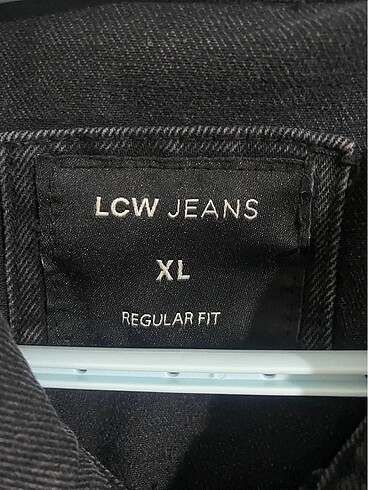 LCW JEANS
XL
REGULAR FIT